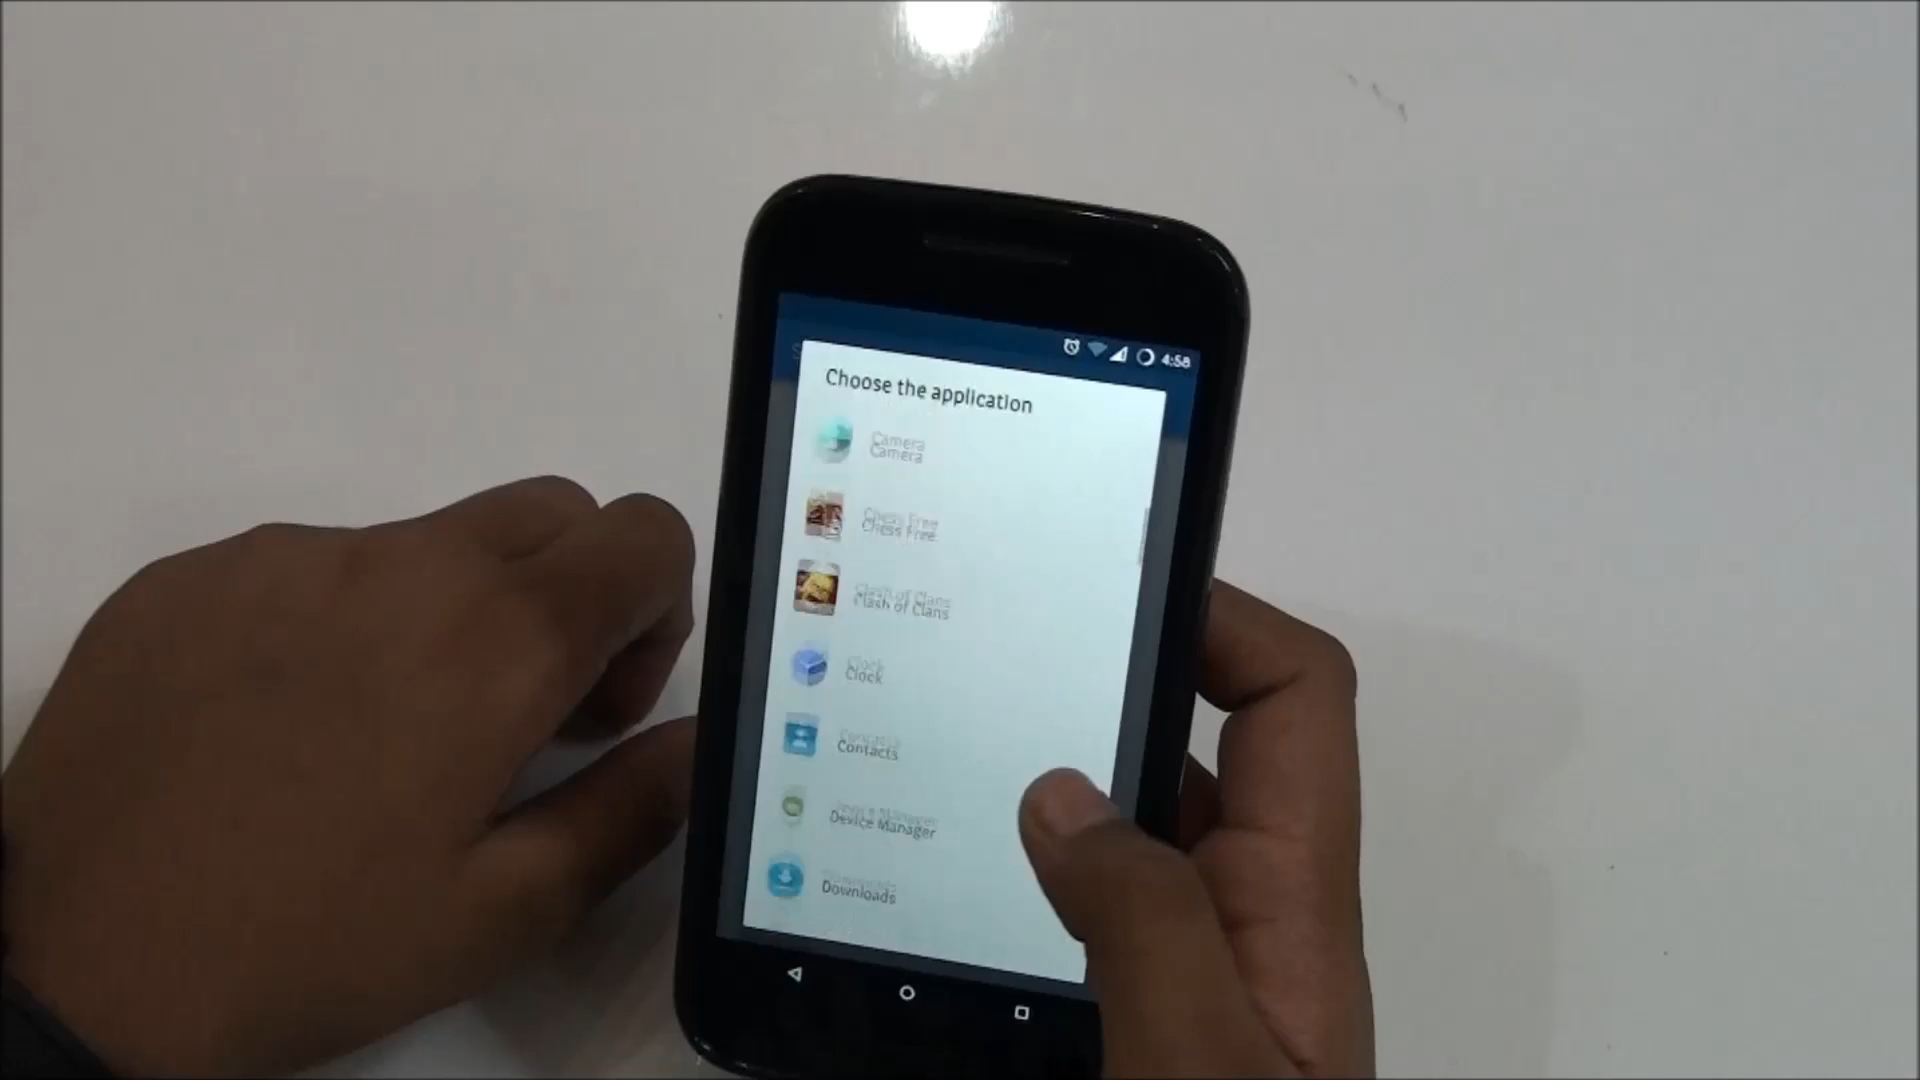 4:58
Choose the application
Camera
Chess Free
Clash of Clans
Clock
Contacts
Device Manager
Downloads